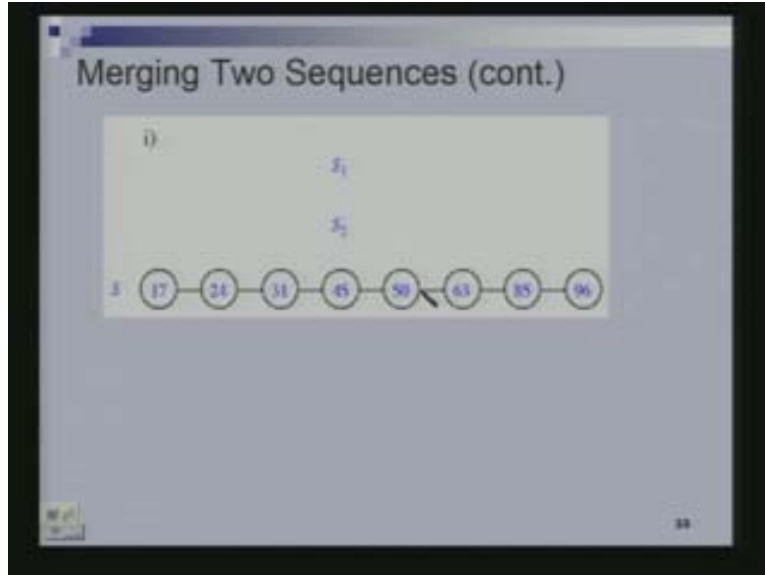 Merging Two Sequences (cont.)
i)
S₁
S₂
S 17 24 31 45 50 63 85 96